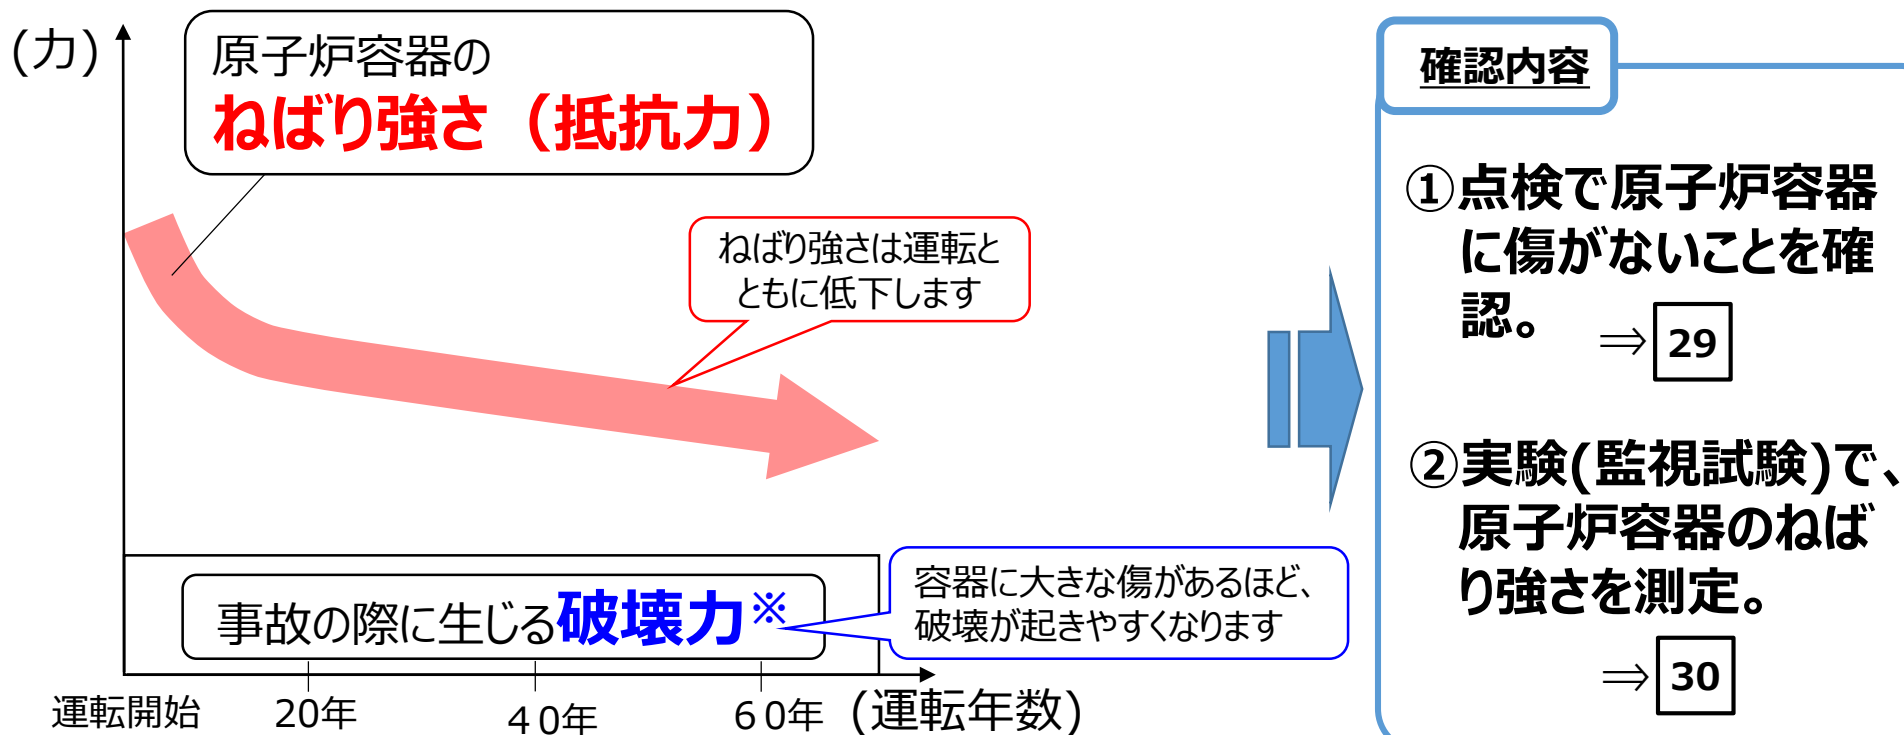 (力)
原子炉容器の
ねばり強さ（抵抗力）
ねばり強さは運転と
ともに低下します
事故の際に生じる破壊力※
容器に大きな傷があるほど、
破壊が起きやすくなります
運転開始
20年
４0年
６0年
(運転年数)
確認内容
①点検で原子炉容器
に傷がないことを確
認。
⇒29
②実験(監視試験)で、
原子炉容器のねば
り強さを測定。
⇒30